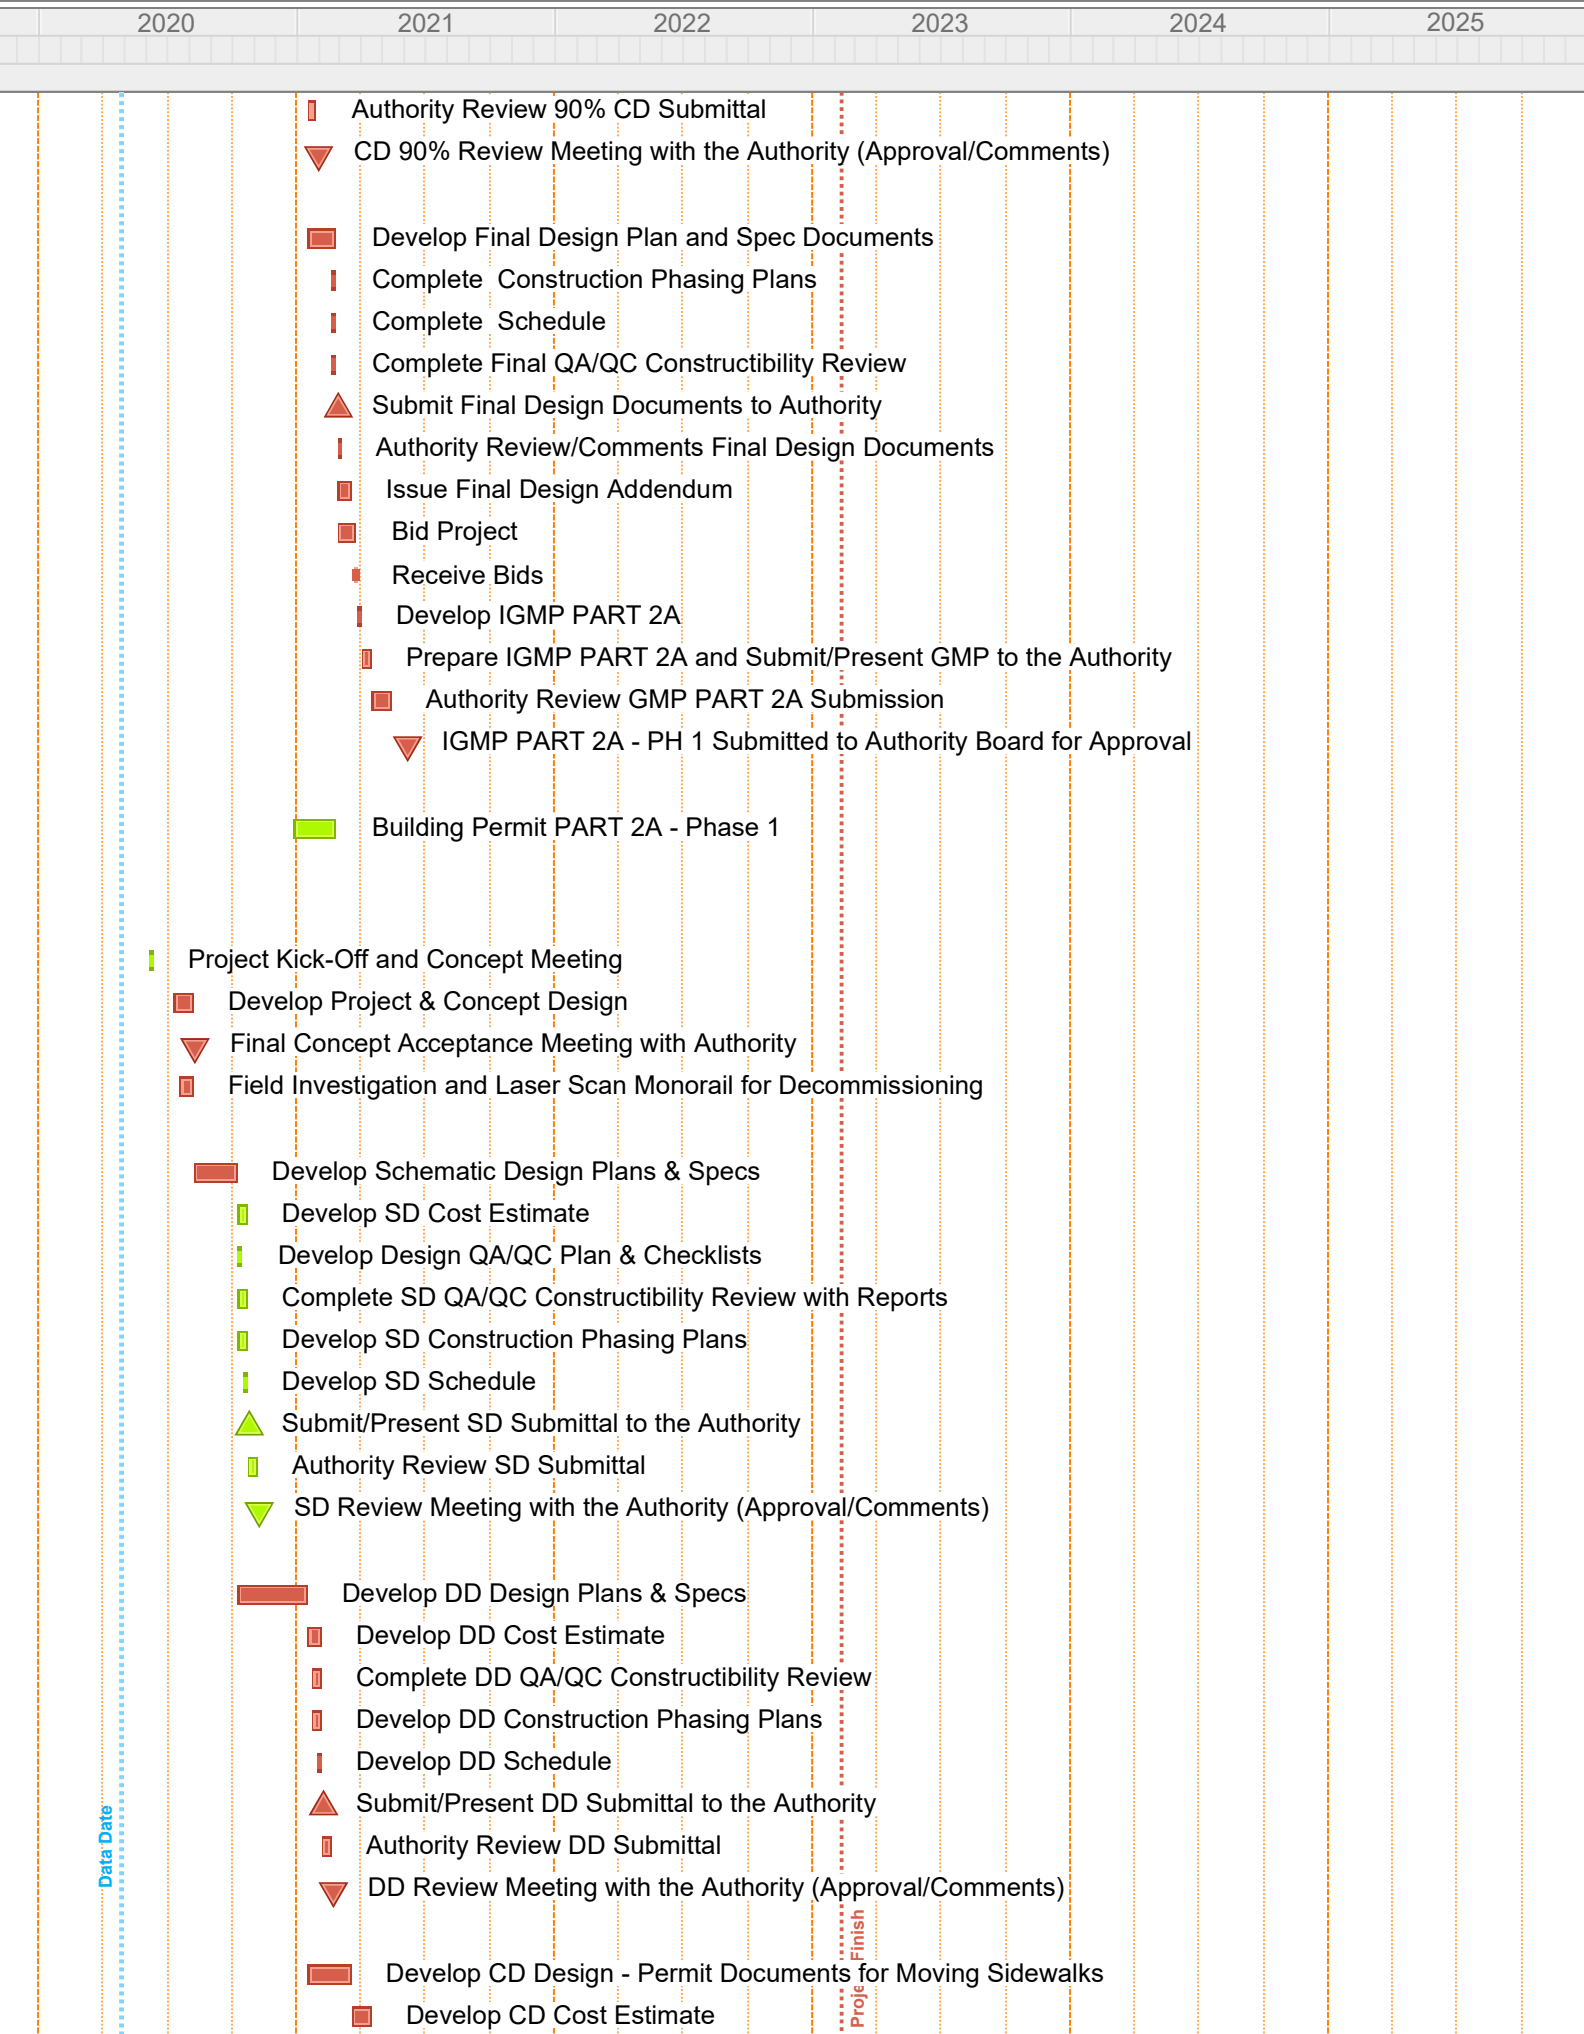 2020 2021 2022 2023 2024 2025
Authority Review 90% CD Submittal
CD 90% Review Meeting with the Authority (Approval/Comments)
Develop Final Design Plan and Spec Documents
Complete  Construction Phasing Plans
Complete  Schedule
Complete Final QA/QC Constructibility Review
Submit Final Design Documents to Authority
Authority Review/Comments Final Design Documents
Issue Final Design Addendum
Bid Project
Receive Bids
Develop IGMP PART 2A
Prepare IGMP PART 2A and Submit/Present GMP to the Authority
Authority Review GMP PART 2A Submission
IGMP PART 2A - PH 1 Submitted to Authority Board for Approval
Building Permit PART 2A - Phase 1
Project Kick-Off and Concept Meeting
Develop Project & Concept Design
Final Concept Acceptance Meeting with Authority
Field Investigation and Laser Scan Monorail for Decommissioning
Develop Schematic Design Plans & Specs
Develop SD Cost Estimate
Develop Design QA/QC Plan & Checklists
Complete SD QA/QC Constructibility Review with Reports
Develop SD Construction Phasing Plans
Develop SD Schedule
Submit/Present SD Submittal to the Authority
Authority Review SD Submittal
SD Review Meeting with the Authority (Approval/Comments)
Develop DD Design Plans & Specs
Develop DD Cost Estimate
Complete DD QA/QC Constructibility Review
Develop DD Construction Phasing Plans
Develop DD Schedule
Submit/Present DD Submittal to the Authority
Data Date
Authority Review DD Submittal
DD Review Meeting with the Authority (Approval/Comments)
Finish
Develop CD Design - Permit Documents for Moving Sidewalks
Develop CD Cost Estimate